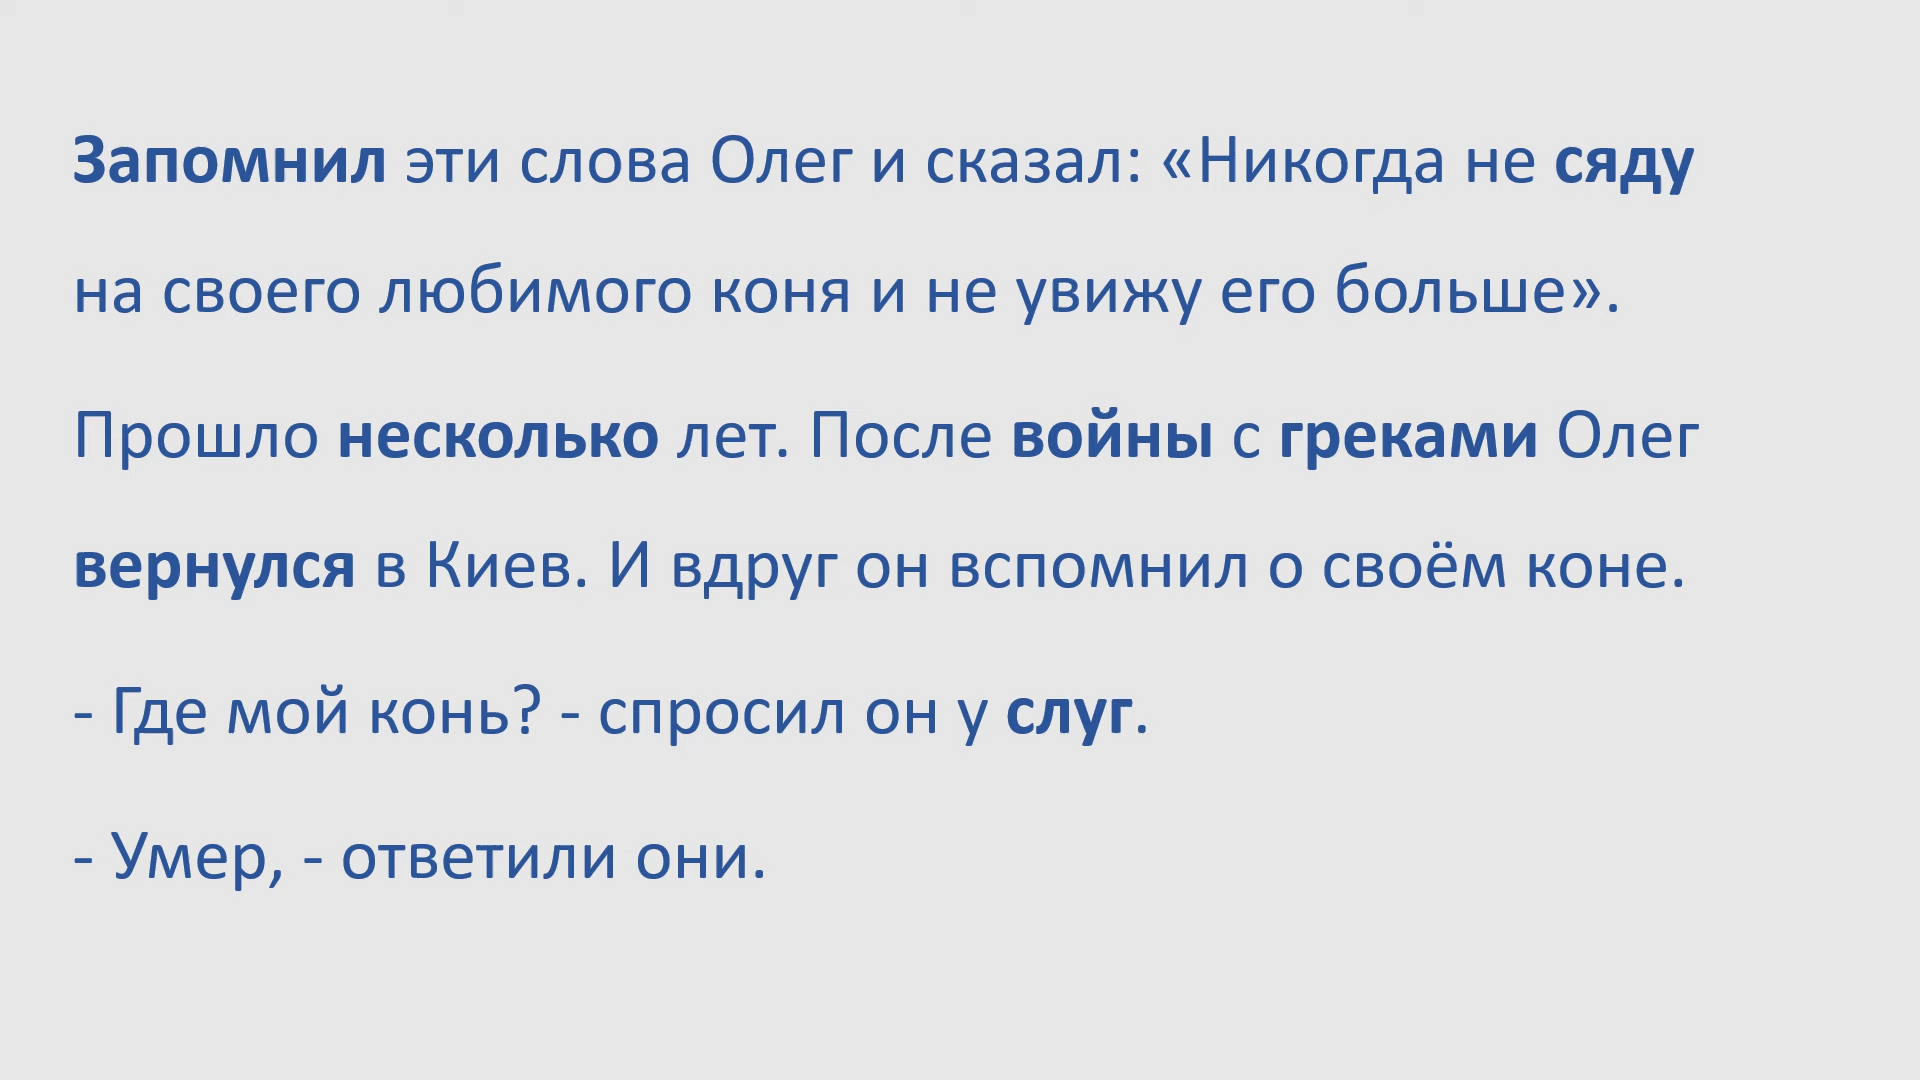 Запомнил эти слова Олег и сказал: «Никогда не сяду
на своего любимого коня и не увижу его больше».
Прошло несколько лет. После войны с греками Олег
вернулся в Киев. И вдруг он вспомнил о своём коне.
- Где мой конь? - спросил он у слуг.
- Умер, - ответили они.